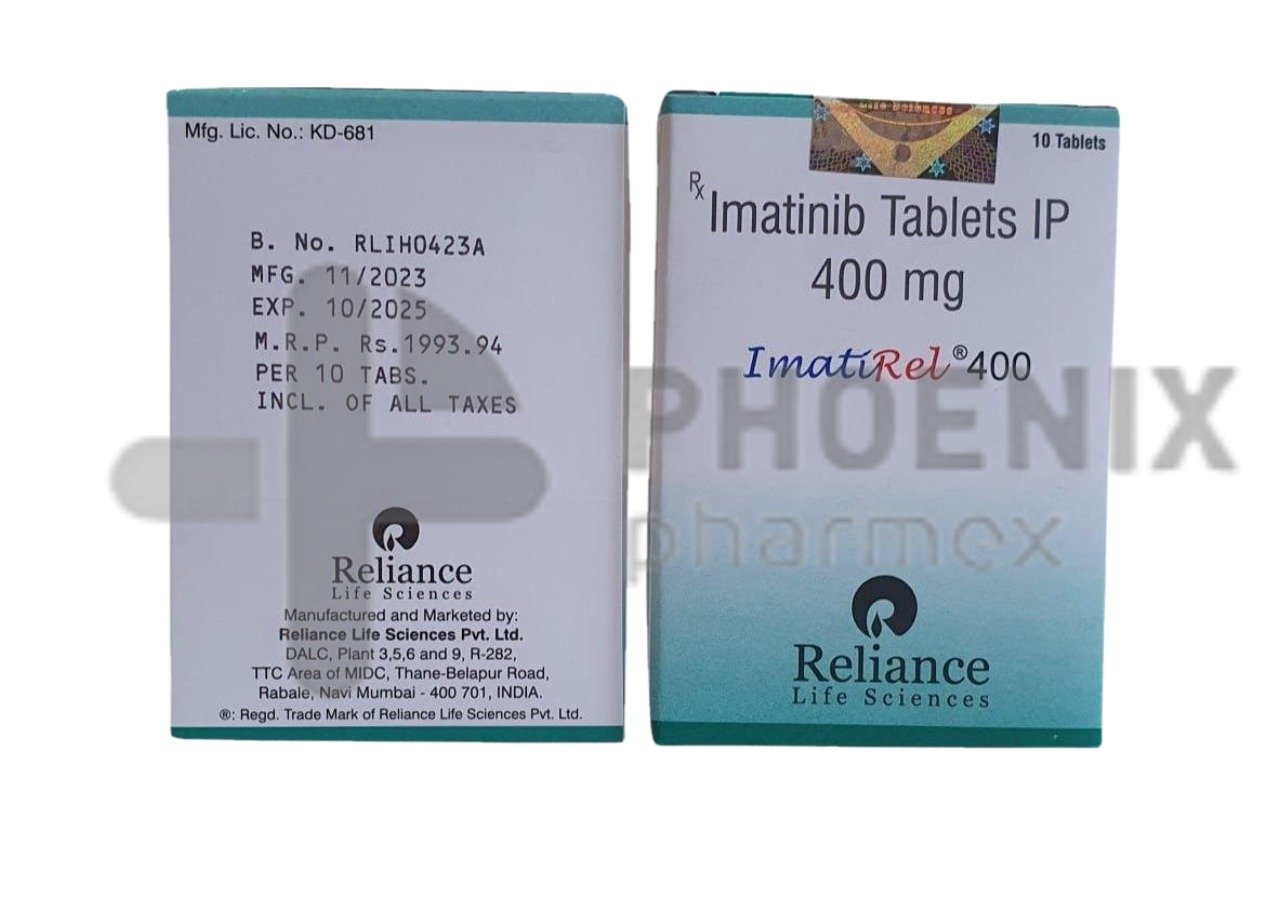 Mfg. Lic. No.: KD-681
B. No. RLIH0423A
MFG. 11/2023
EXP. 10/2025
M.R.P. Rs.1993.94
PER 10 TABS.
INCL. OF ALL TAXES
Reliance
Life Sciences
Manufactured and Marketed by:
Reliance Life Sciences Pvt. Ltd.
DALC, Plant 3,5,6 and 9, R-282,
TTC Area of MIDC, Thane-Belapur Road,
Rabale, Navi Mumbai - 400 701, INDIA.
®: Regd. Trade Mark of Reliance Life Sciences Pvt. Ltd.
Life Sciences
10 Tablets
Rx Imatinib Tablets IP
400 mg
ImatiRel®400
Reliance
Life Sciences
PHOENIX
pharmex